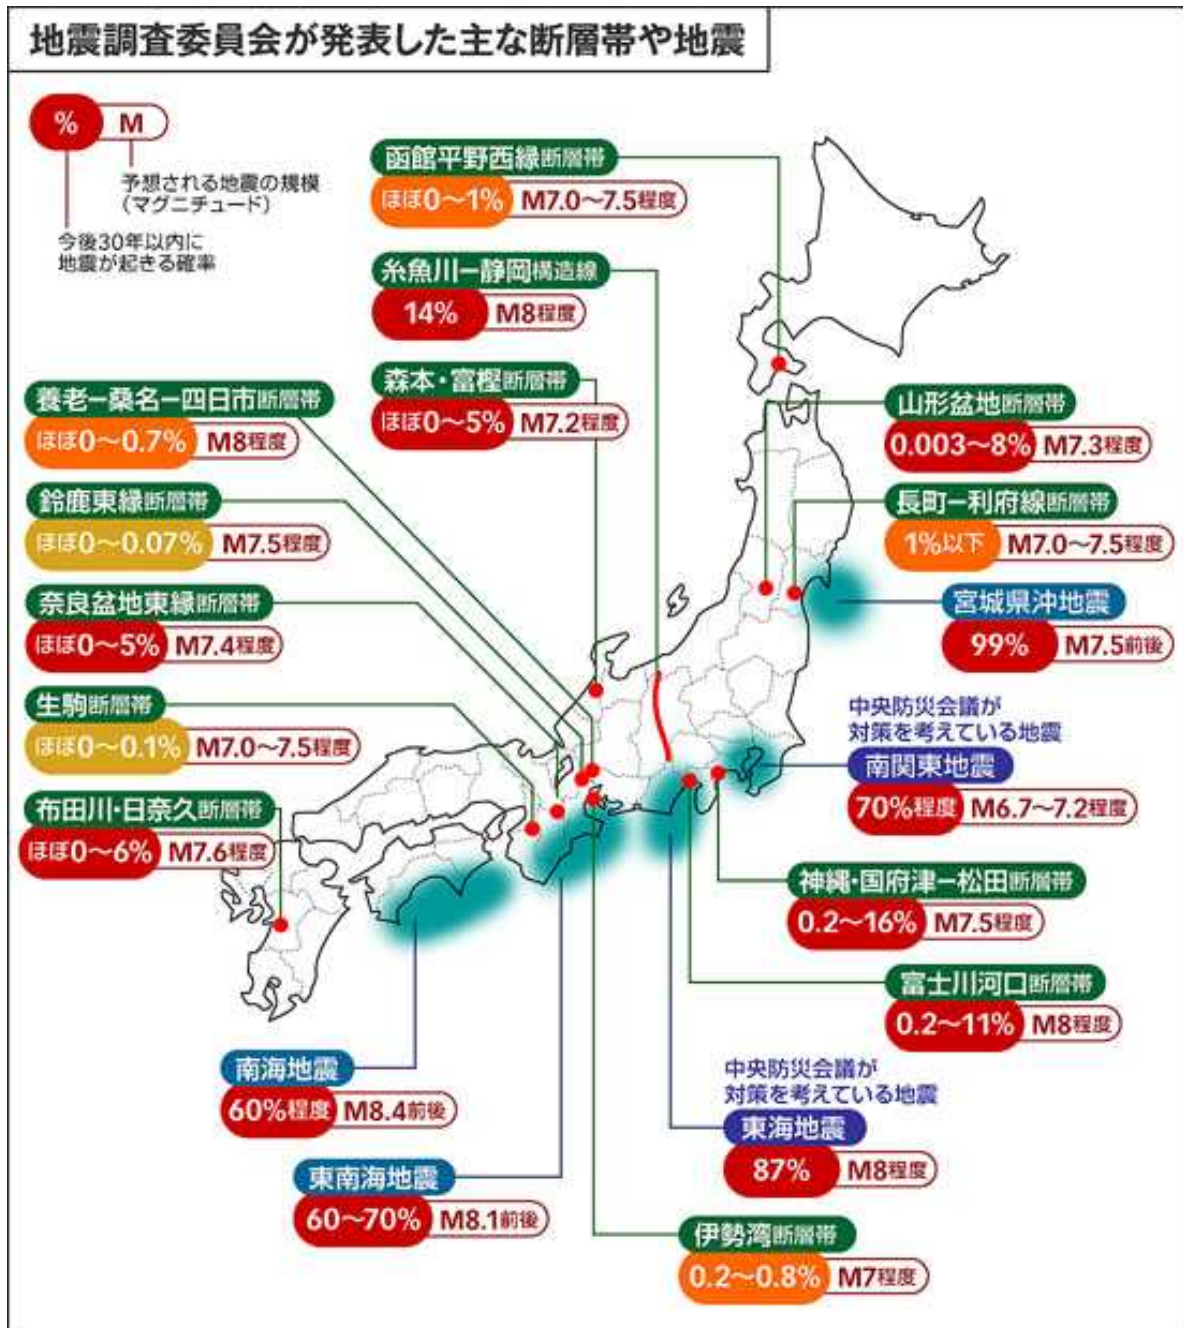 地震調査委員会が発表した主な断層帯や地震
% M
予想される地震の規模
（マグニチュード）
今後30年以内に
地震が起きる確率
函館平野西縁断層帯
ほぼ0〜1% M7.0〜7.5程度
糸魚川ー静岡構造線
14% M8程度
森本・富樫断層帯
ほぼ0〜5% M7.2程度
養老ー桑名ー四日市断層帯
ほぼ0〜0.7% M8程度
鈴鹿東縁断層帯
ほぼ0〜0.07% M7.5程度
奈良盆地東縁断層帯
ほぼ0〜5% M7.4程度
生駒断層帯
ほぼ0〜0.1% M7.0〜7.5程度
布田川・日奈久断層帯
ほぼ0〜6% M7.6程度
山形盆地断層帯
0.003〜8% M7.3程度
長町ー利府線断層帯
1%以下 M7.0〜7.5程度
宮城県沖地震
99% M7.5前後
中央防災会議が
対策を考えている地震
南関東地震
70%程度 M6.7〜7.2程度
神縄・国府津ー松田断層帯
0.2〜16% M7.5程度
富士川河口断層帯
0.2〜11% M8程度
中央防災会議が
対策を考えている地震
東海地震
87% M8程度
南海地震
60%程度 M8.4前後
東南海地震
60〜70% M8.1前後
伊勢湾断層帯
0.2〜0.8% M7程度